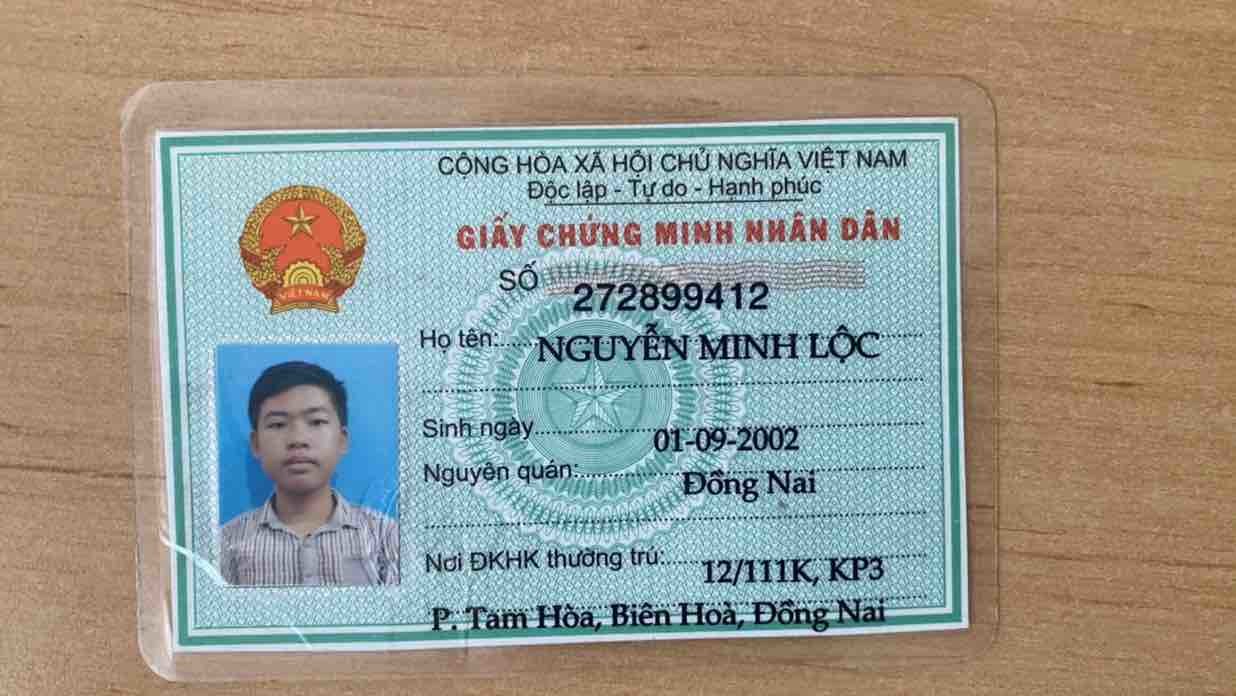 CỘNG HÒA XÃ HỘI CHỦ NGHĨA VIỆT NAM
Độc lập - Tự do - Hạnh phúc
GIẤY CHỨNG MINH NHÂN DÂN
SỐ 272899412
Họ tên: NGUYỄN MINH LỘC
Sinh ngày 01-09-2002
Nguyên quán: Đồng Nai
Nơi ĐKHK thường trú: 12/111K, KP3
P. Tam Hòa, Biên Hoà, Đồng Nai
VIỆT NAM